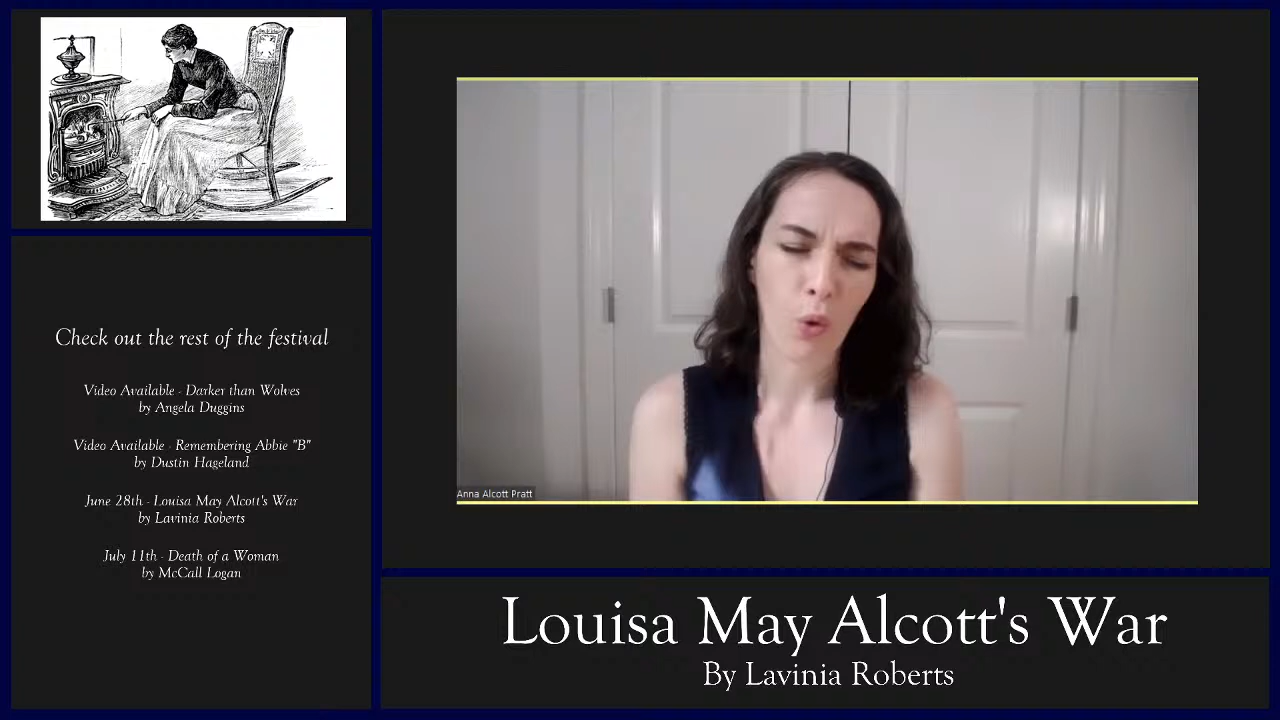 Check out the rest of the festival
Video Available - Darker than Wolves
by Angela Duggins
Video Available - Remembering Abbie "B"
by Dustin Hageland
June 28th - Louisa May Alcott's War
by Lavinia Roberts
July 11th - Death of a Woman
by McCall Logan
Anna Alcott Pratt
Louisa May Alcott's War
By Lavinia Roberts